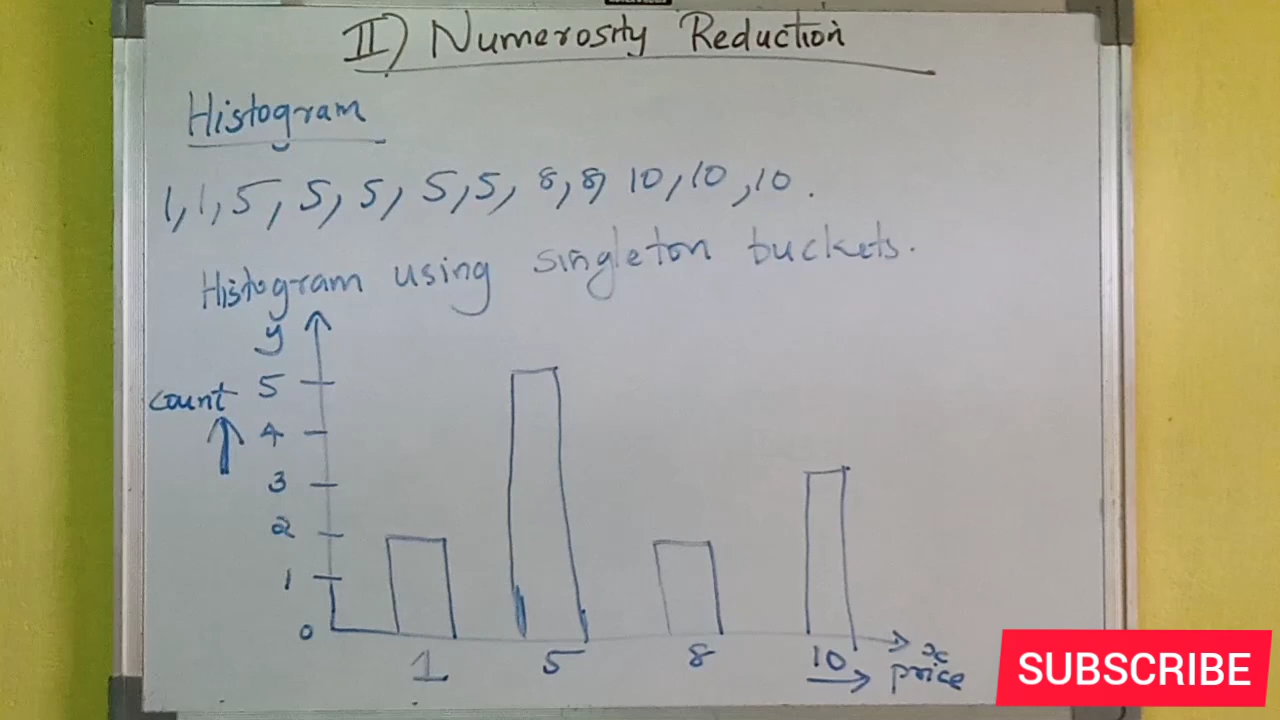 II) Numerosity Reduction
Histogram
1, 1, 5, 5, 5, 5, 5, 8, 8, 10, 10, 10.
Histogram using singleton buckets.
y
count
5
4
3
2
1
0
1 5 8 10
x
price
SUBSCRIBE